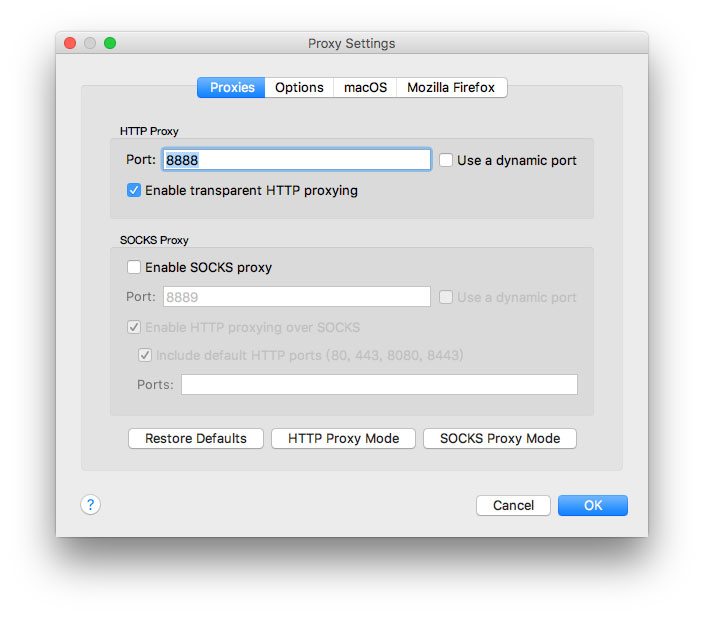 Proxy Settings
Proxies Options macOS Mozilla Firefox
HTTP Proxy
Port: 8888 Use a dynamic port
Enable transparent HTTP proxying
SOCKS Proxy
Enable SOCKS proxy
Port: 8889 Use a dynamic port
Enable HTTP proxying over SOCKS
Include default HTTP ports (80, 443, 8080, 8443)
Ports:
Restore Defaults HTTP Proxy Mode SOCKS Proxy Mode
? Cancel OK